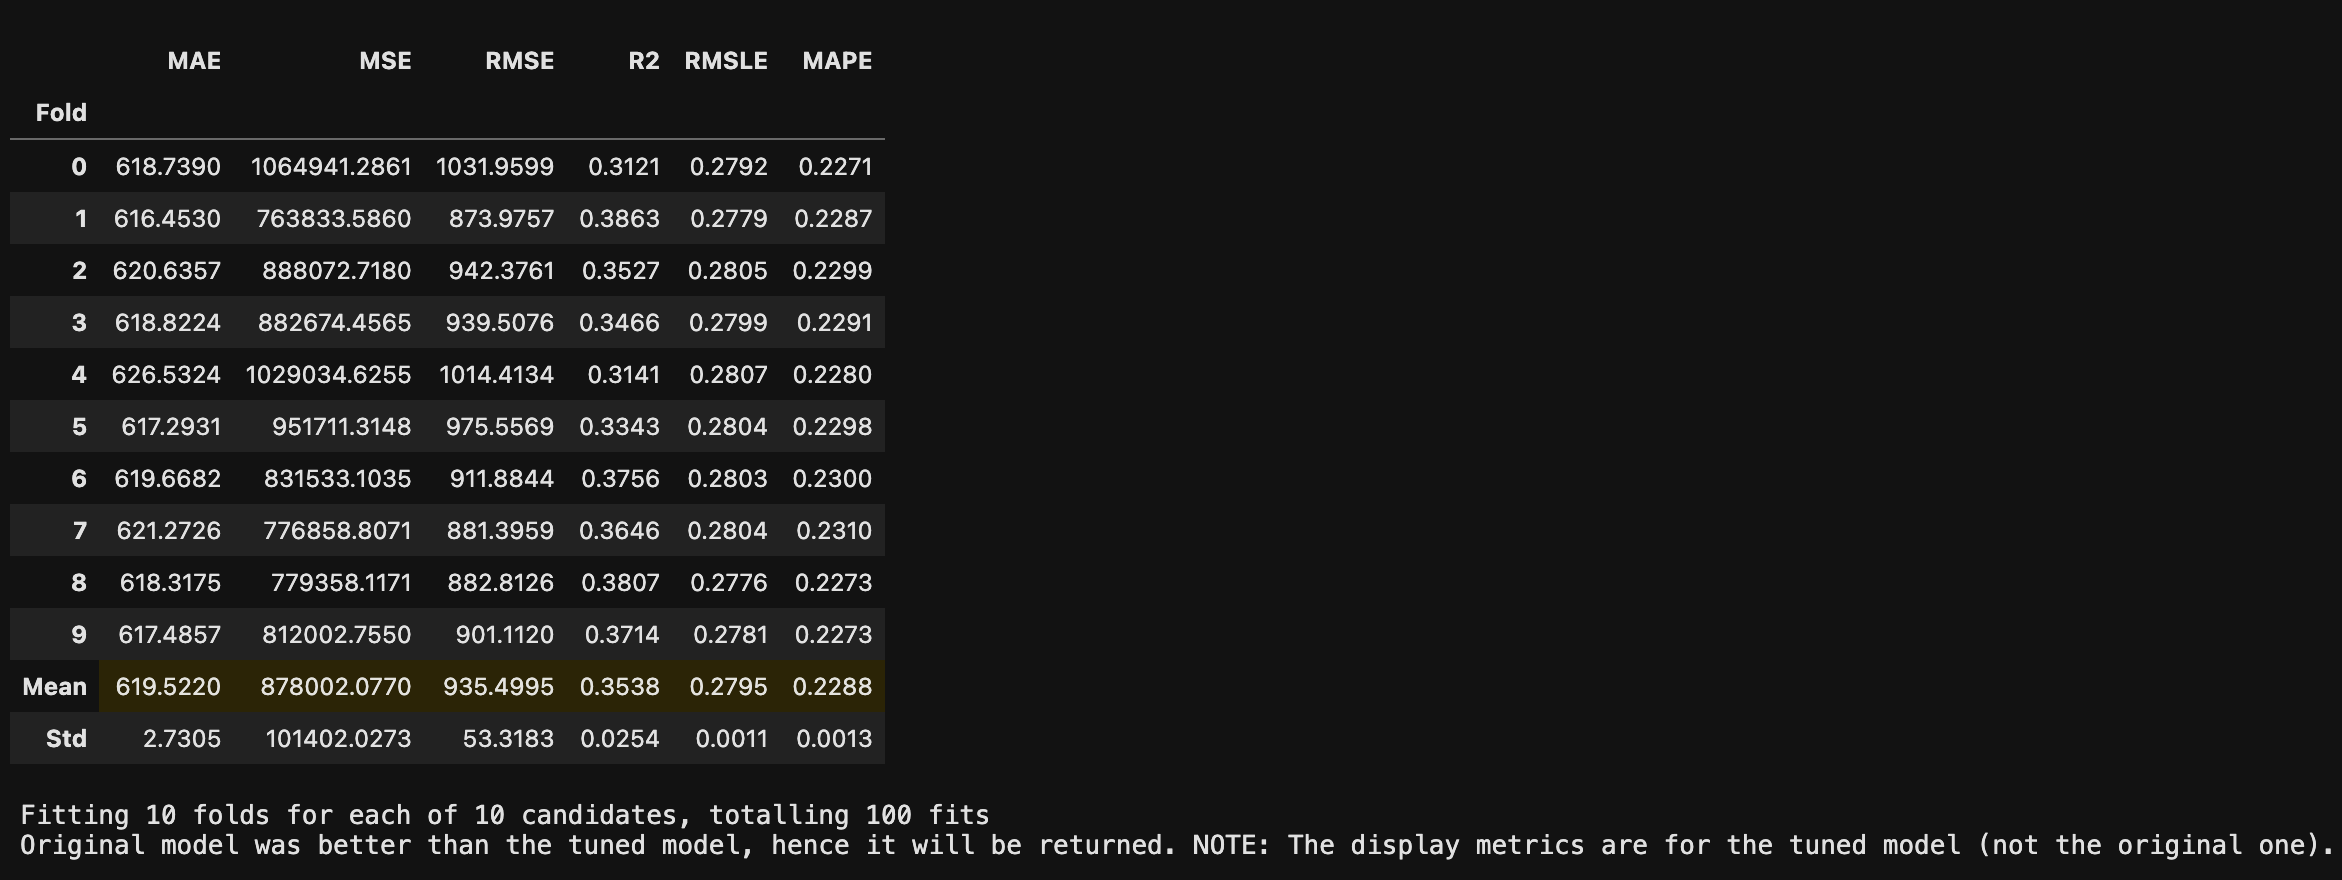 MAE MSE RMSE R2 RMSLE MAPE
Fold
0 618.7390 1064941.2861 1031.9599 0.3121 0.2792 0.2271
1 616.4530 763833.5860 873.9757 0.3863 0.2779 0.2287
2 620.6357 888072.7180 942.3761 0.3527 0.2805 0.2299
3 618.8224 882674.4565 939.5076 0.3466 0.2799 0.2291
4 626.5324 1029034.6255 1014.4134 0.3141 0.2807 0.2280
5 617.2931 951711.3148 975.5569 0.3343 0.2804 0.2298
6 619.6682 831533.1035 911.8844 0.3756 0.2803 0.2300
7 621.2726 776858.8071 881.3959 0.3646 0.2804 0.2310
8 618.3175 779358.1171 882.8126 0.3807 0.2776 0.2273
9 617.4857 812002.7550 901.1120 0.3714 0.2781 0.2273
Mean 619.5220 878002.0770 935.4995 0.3538 0.2795 0.2288
Std 2.7305 101402.0273 53.3183 0.0254 0.0011 0.0013
Fitting 10 folds for each of 10 candidates, totalling 100 fits
Original model was better than the tuned model, hence it will be returned. NOTE: The display metrics are for the tuned model (not the original one).